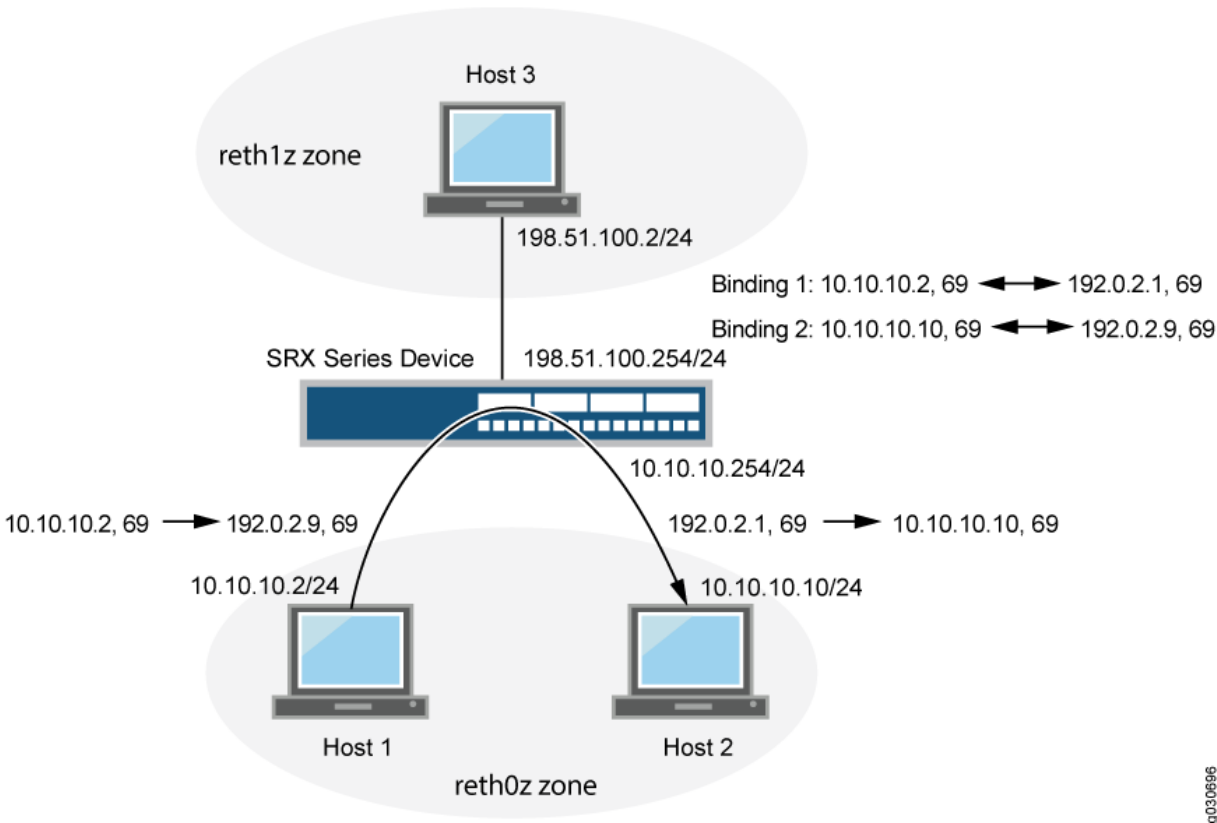 Host 3
reth1z zone
198.51.100.2/24
Binding 1: 10.10.10.2, 69 ↔ 192.0.2.1, 69
Binding 2: 10.10.10.10, 69 ↔ 192.0.2.9, 69
SRX Series Device
198.51.100.254/24
10.10.10.254/24
10.10.10.2, 69 → 192.0.2.9, 69
192.0.2.1, 69 → 10.10.10.10, 69
10.10.10.2/24
10.10.10.10/24
Host 1
Host 2
reth0z zone
g030696